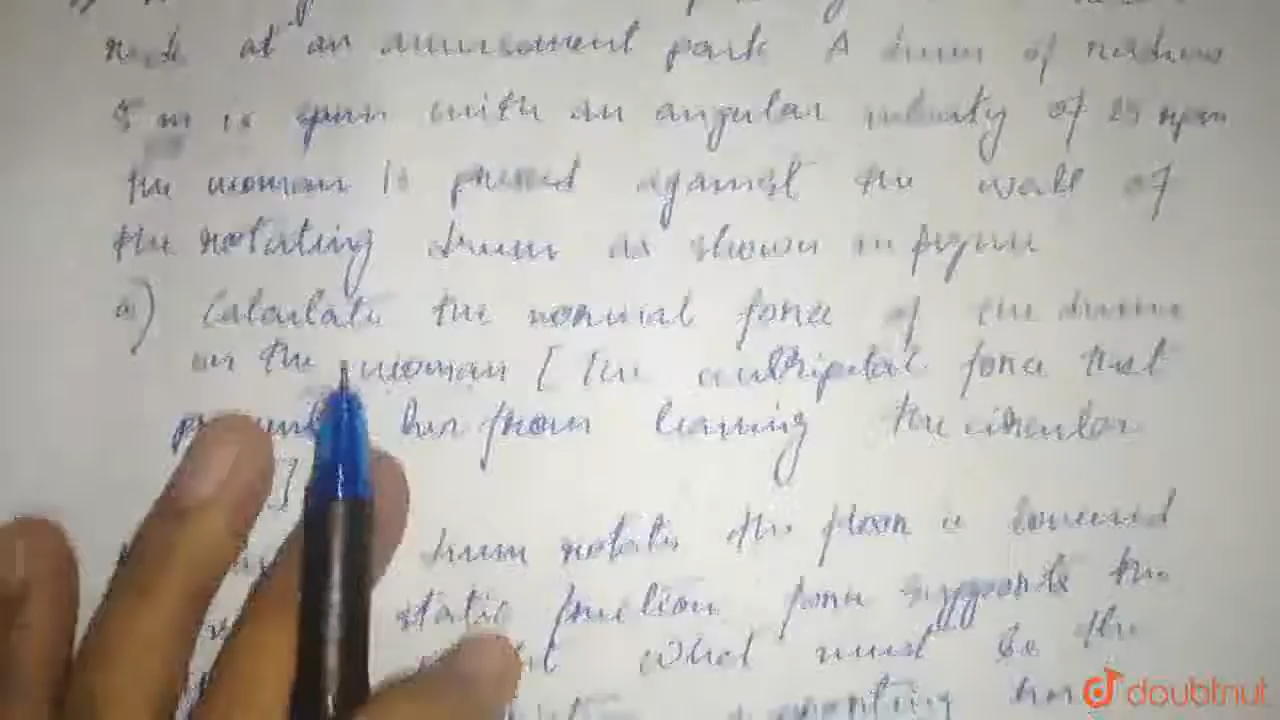 at an amusement park A drum of radius
5 m is spun with an angular velocity of 25 rpm
the woman is pressed against the wall of
the rotating drum as shown in figure
a) Calculate the normal force of the drum
on the woman [ the centripetal force that
her from leaving the circular
]
drum rotates the floor is lowered
static friction force supports the
what must be the
supporting her
doubtnut